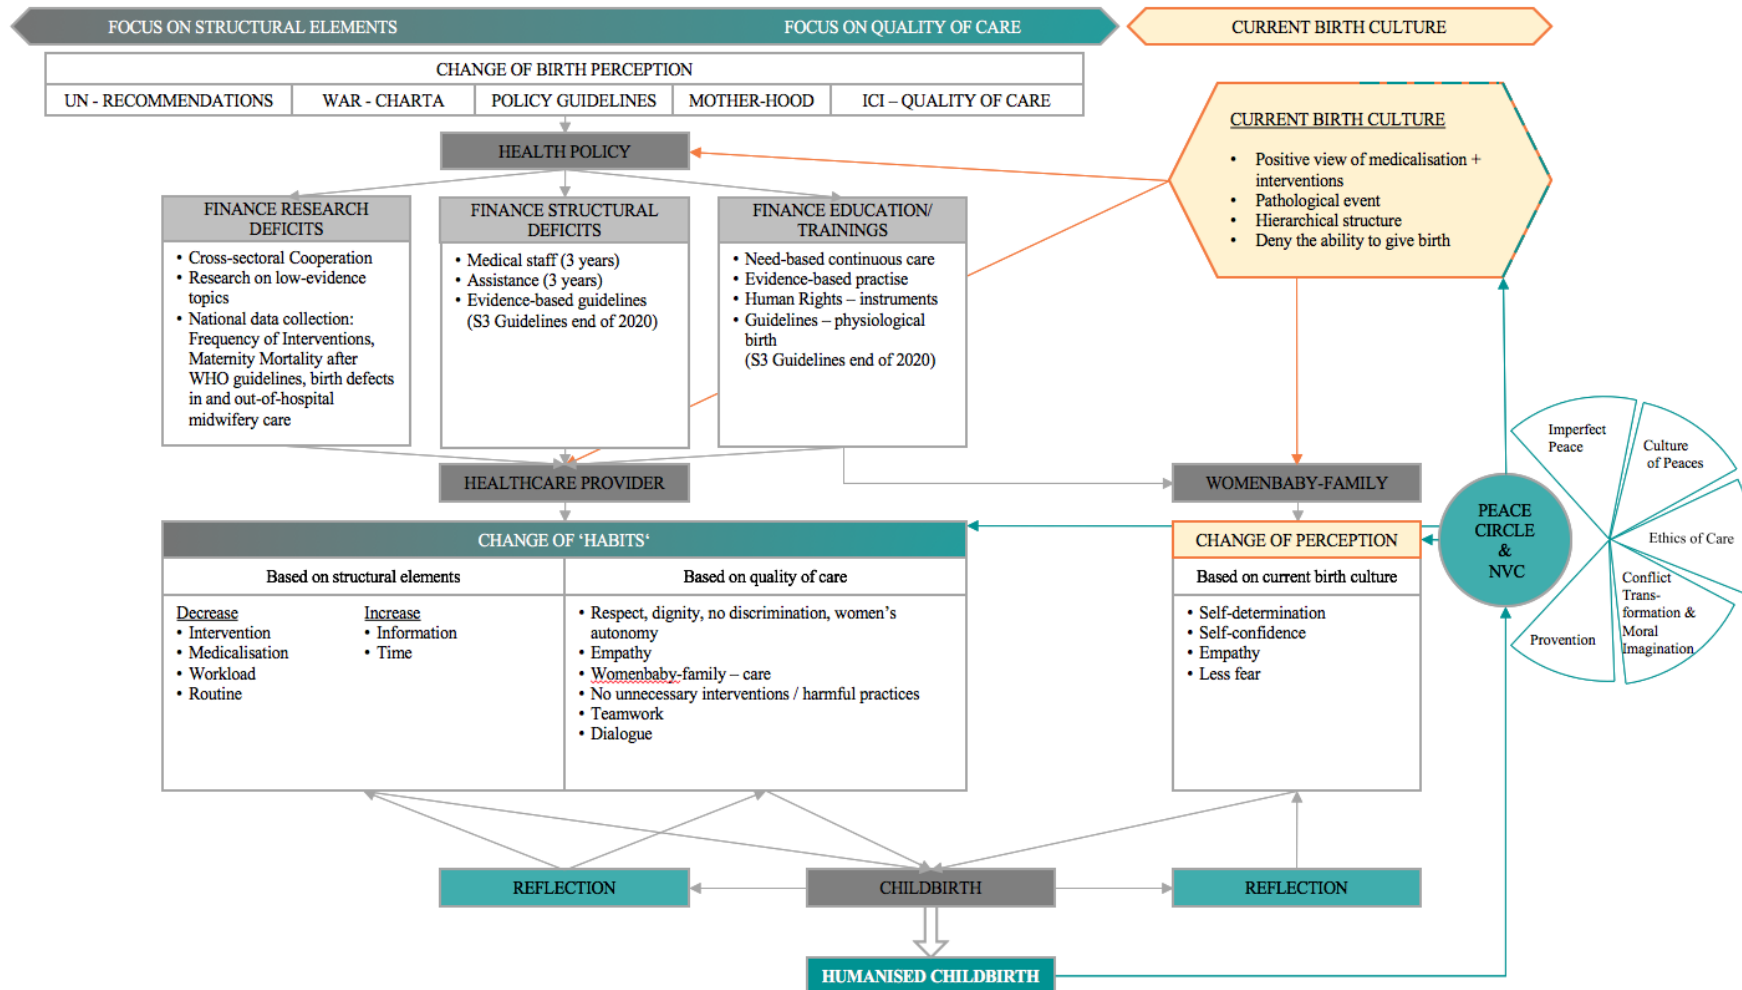 FOCUS ON STRUCTURAL ELEMENTS
FOCUS ON QUALITY OF CARE
CURRENT BIRTH CULTURE
CHANGE OF BIRTH PERCEPTION
UN - RECOMMENDATIONS
WAR - CHARTA
POLICY GUIDELINES
MOTHER-HOOD
ICI – QUALITY OF CARE
HEALTH POLICY
CURRENT BIRTH CULTURE
• Positive view of medicalisation +
interventions
• Pathological event
• Hierarchical structure
• Deny the ability to give birth
FINANCE RESEARCH
DEFICITS
• Cross-sectoral Cooperation
• Research on low-evidence
topics
• National data collection:
Frequency of Interventions,
Maternity Mortality after
WHO guidelines, birth defects
in and out-of-hospital
midwifery care
FINANCE STRUCTURAL
DEFICITS
• Medical staff (3 years)
• Assistance (3 years)
• Evidence-based guidelines
(S3 Guidelines end of 2020)
FINANCE EDUCATION/
TRAININGS
• Need-based continuous care
• Evidence-based practise
• Human Rights – instruments
• Guidelines – physiological
birth
(S3 Guidelines end of 2020)
HEALTHCARE PROVIDER
WOMENBABY-FAMILY
CHANGE OF ‘HABITS‘
Based on structural elements
Decrease
• Intervention
• Medicalisation
• Workload
• Routine
Increase
• Information
• Time
Based on quality of care
• Respect, dignity, no discrimination, women’s
autonomy
• Empathy
• Womenbaby-family – care
• No unnecessary interventions / harmful practices
• Teamwork
• Dialogue
CHANGE OF PERCEPTION
Based on current birth culture
• Self-determination
• Self-confidence
• Empathy
• Less fear
PEACE
CIRCLE
&
NVC
Imperfect
Peace
Culture
of Peaces
Ethics of Care
Conflict
Trans-
formation &
Moral
Imagination
Provention
REFLECTION
CHILDBIRTH
REFLECTION
HUMANISED CHILDBIRTH